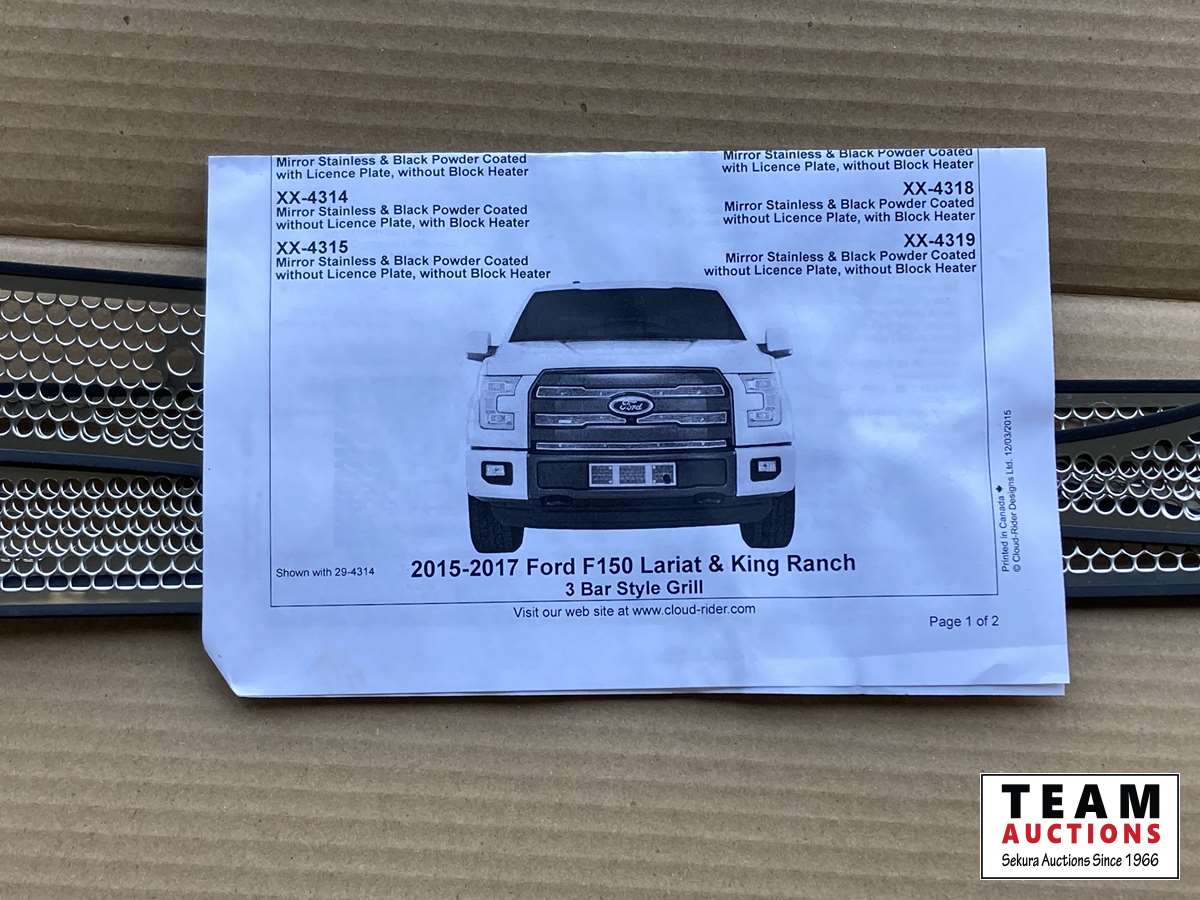 Mirror Stainless & Black Powder Coated
with Licence Plate, without Block Heater
XX-4314
Mirror Stainless & Black Powder Coated
without Licence Plate, with Block Heater
XX-4315
Mirror Stainless & Black Powder Coated
without Licence Plate, without Block Heater
Mirror Stainless & Black Powder Coated
with Licence Plate, without Block Heater
XX-4318
Mirror Stainless & Black Powder Coated
without Licence Plate, with Block Heater
XX-4319
Mirror Stainless & Black Powder Coated
without Licence Plate, without Block Heater
Ford
Shown with 29-4314
2015-2017 Ford F150 Lariat & King Ranch
3 Bar Style Grill
Visit our web site at www.cloud-rider.com
Page 1 of 2
Printed In Canada
© Cloud-Rider Designs Ltd. 12/03/2015
TEAM
AUCTIONS
Sekura Auctions Since 1966